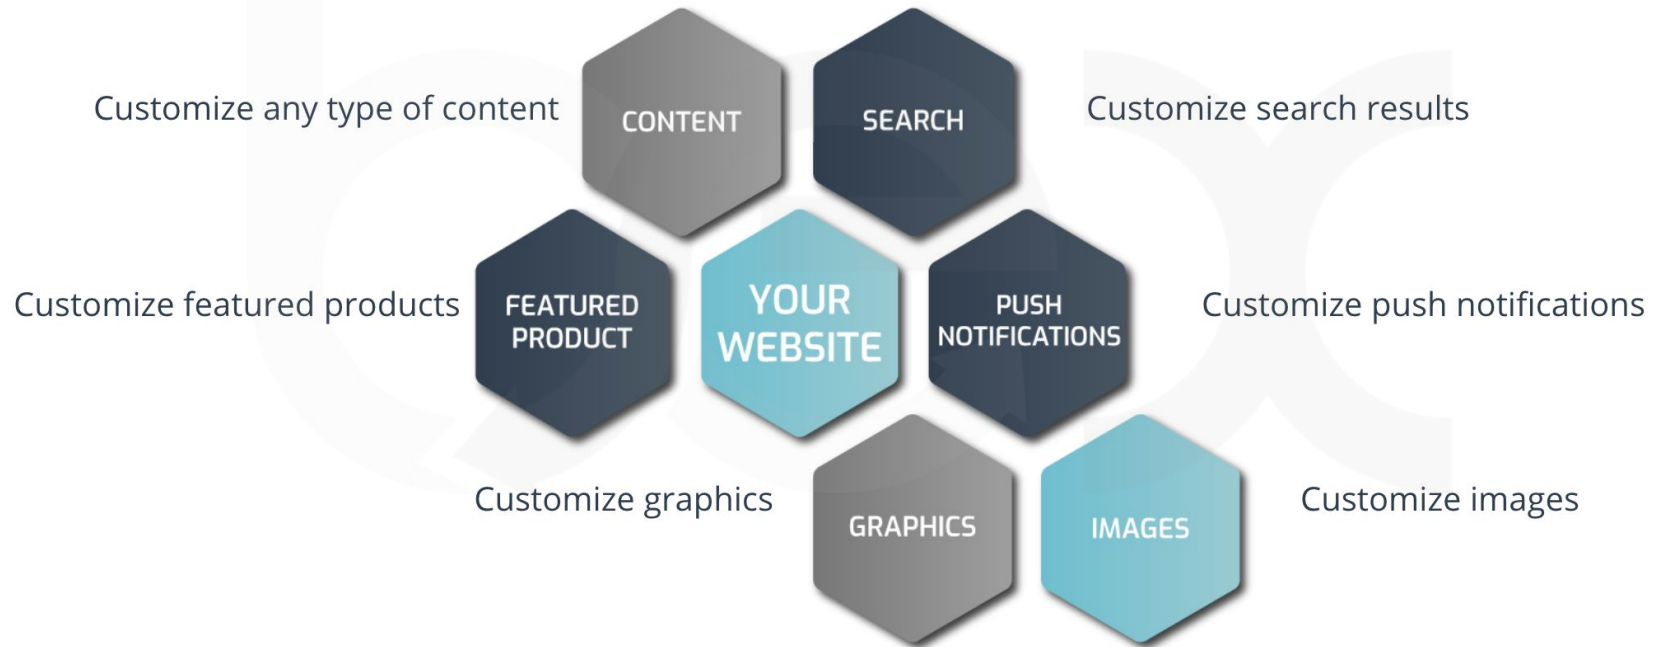 Customize any type of content
CONTENT
SEARCH
Customize search results
Customize featured products
FEATURED
PRODUCT
YOUR
WEBSITE
PUSH
NOTIFICATIONS
Customize push notifications
Customize graphics
GRAPHICS
IMAGES
Customize images